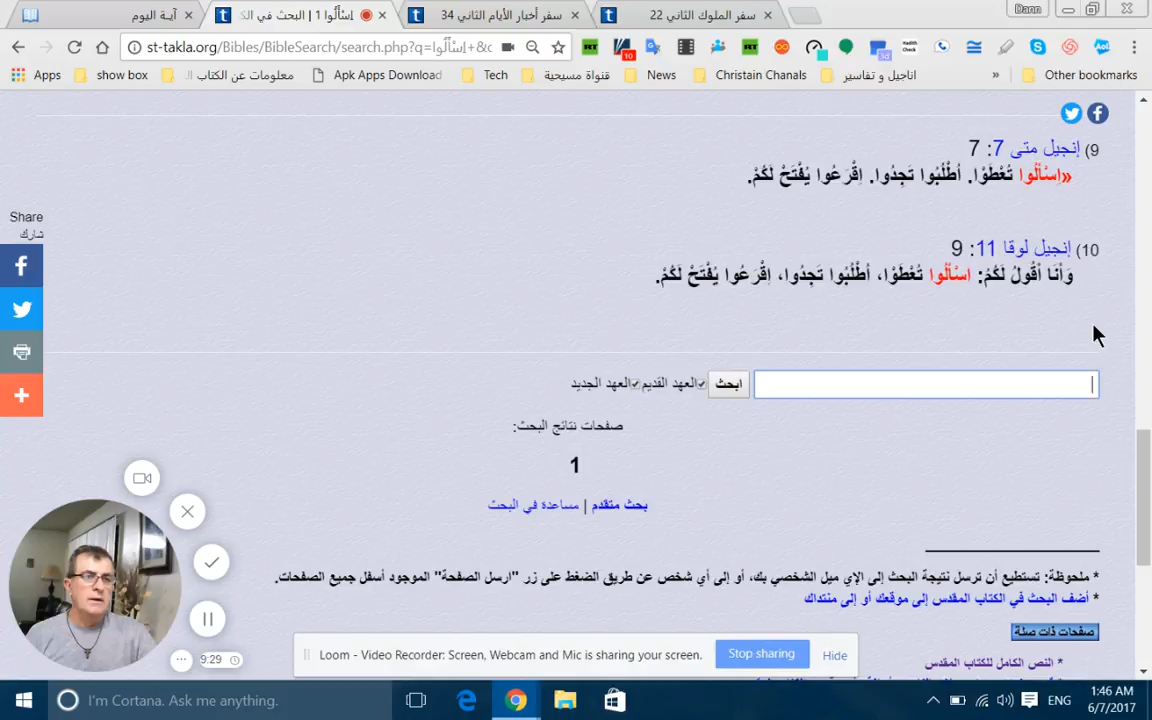 آيـة اليوم
اِسْأَلُوا 1 | البحث في الك
سفر أخبار الأيام الثاني 34
سفر الملوك الثاني 22
Dann
st-takla.org/Bibles/BibleSearch/search.php?q=اِسْأَلُوا+&c
Apps
show box
معلومات عن الكتاب ال
Apk Apps Download
Tech
قنواة مسيحية
News
Christain Chanals
اناجيل و تفاسير
»
Other bookmarks
9) إنجيل متى 7: 7
«اِسْأَلُوا تُعْطَوْا. اُطْلُبُوا تَجِدُوا. اِقْرَعُوا يُفْتَحْ لَكُمْ.
Share
شارك
10) إنجيل لوقا 11: 9
وَأَنَا أَقُولُ لَكُمُ: اسْأَلُوا تُعْطَوْا، اُطْلُبُوا تَجِدُوا، اِقْرَعُوا يُفْتَحْ لَكُمْ.
ابحث العهد القديم العهد الجديد
صفحات نتائج البحث:
1
بحث متقدم | مساعدة في البحث
* ملحوظة: تستطيع أن ترسل نتيجة البحث إلى الإي ميل الشخصي بك، أو إلى أي شخص عن طريق الضغط على زر "ارسل الصفحة" الموجود أسفل جميع الصفحات.
* أضف البحث في الكتاب المقدس إلى موقعك أو إلى منتداك
صفحات ذات صلة
* النص الكامل للكتاب المقدس
9:29
Loom - Video Recorder: Screen, Webcam and Mic is sharing your screen.
Stop sharing
Hide
I'm Cortana. Ask me anything.
ENG
1:46 AM
6/7/2017